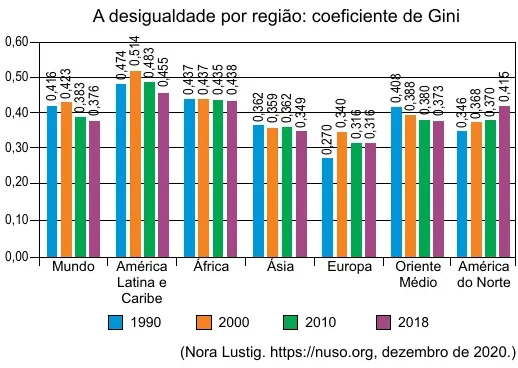 A desigualdade por região: coeficiente de Gini
0,60
0,50
0,40
0,30
0,20
0,10
0,00
0,416 0,423 0,383 0,376
0,474 0,514 0,483 0,455
0,437 0,437 0,435 0,438
0,362 0,359 0,362 0,349
0,270 0,340 0,316 0,316
0,408 0,388 0,380 0,373
0,346 0,368 0,370 0,415
Mundo
América
Latina e
Caribe
África
Ásia
Europa
Oriente
Médio
América
do Norte
1990 2000 2010 2018
(Nora Lustig. https://nuso.org, dezembro de 2020.)